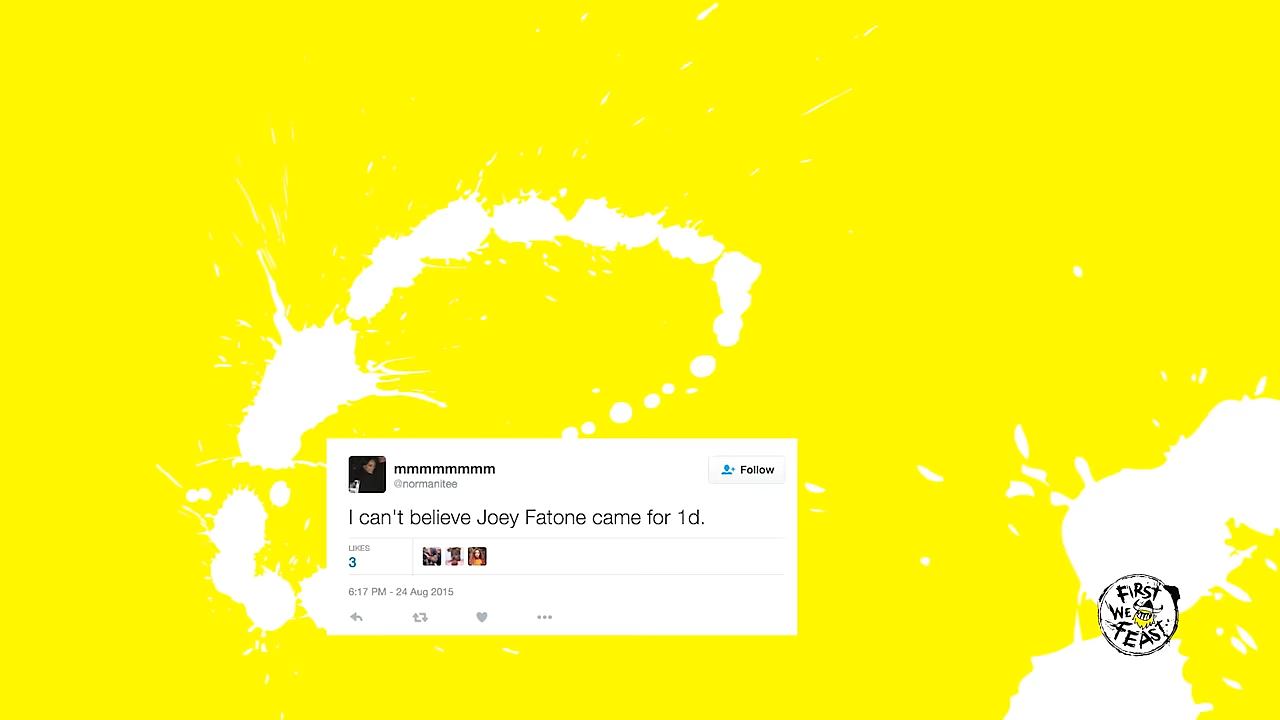 mmmmmmmm
@normanitee
Follow
I can't believe Joey Fatone came for 1d.
LIKES
3
6:17 PM - 24 Aug 2015
FIRST
WE
FEAST